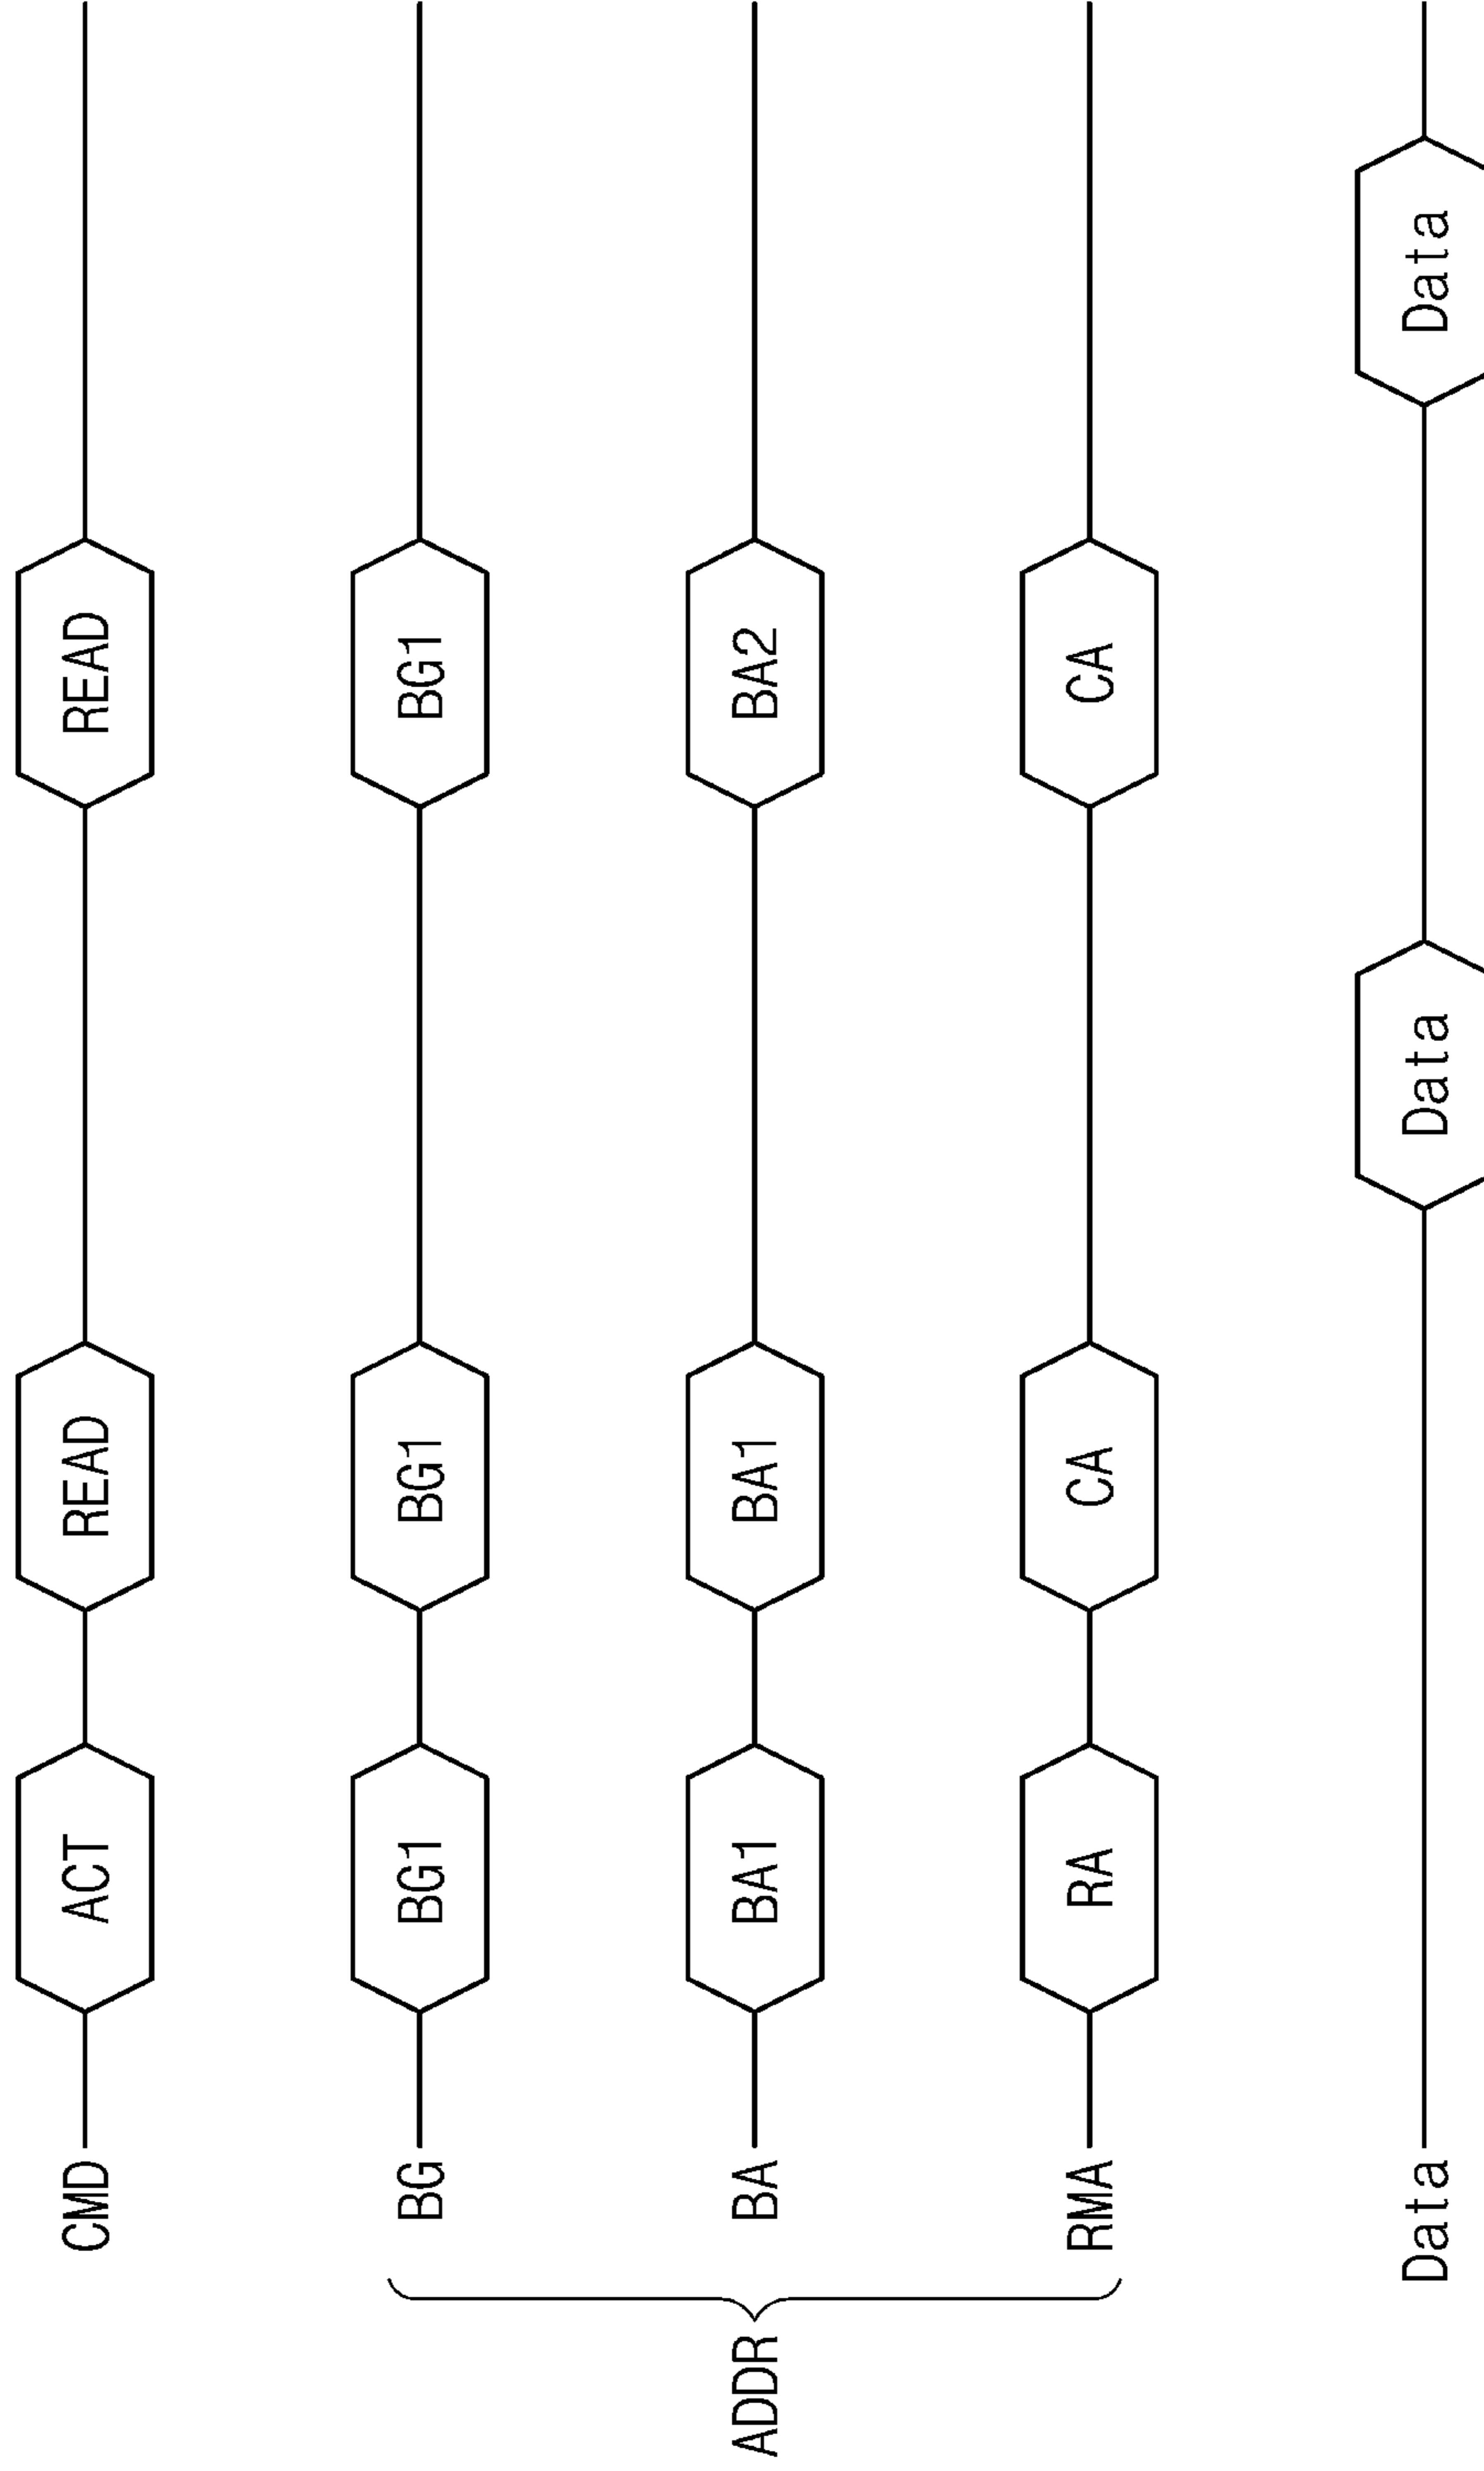 CMD ACT READ READ
BG BG1 BG1 BG1
ADDR BA BA1 BA1 BA2
RMA RA CA CA
Data Data Data